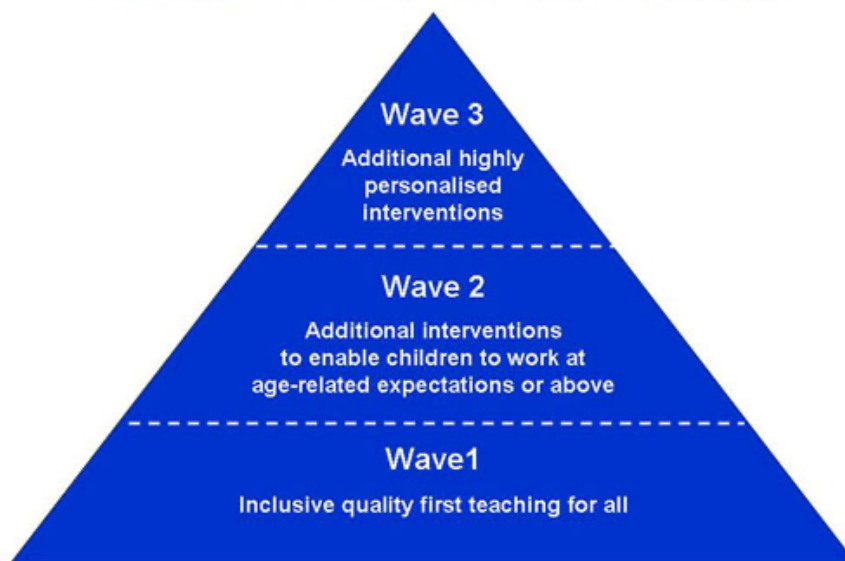 Wave 3
Additional highly
personalised
interventions
Wave 2
Additional interventions
to enable children to work at
age-related expectations or above
Wave1
Inclusive quality first teaching for all